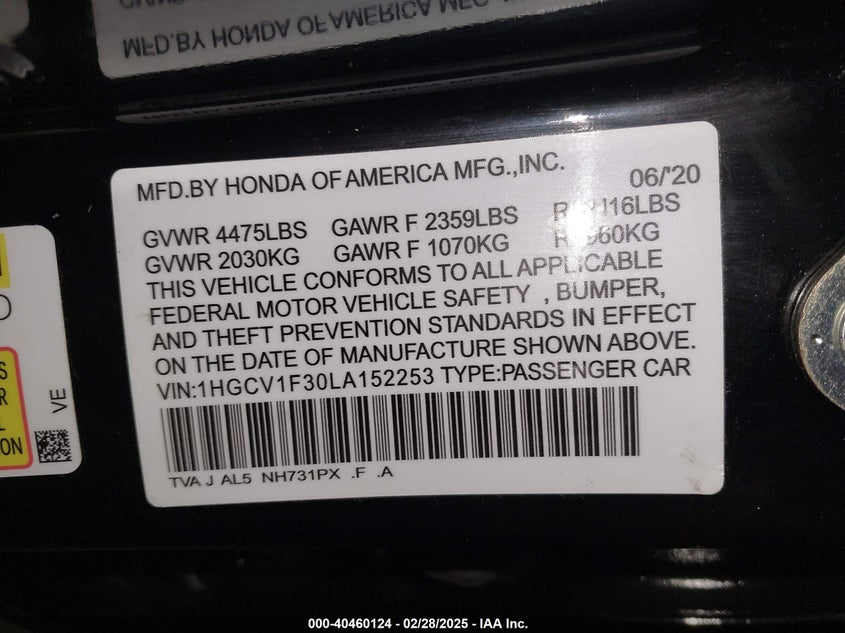 MFD.BY HONDA OF AMERICA MFG
MFD.BY HONDA OF AMERICA MFG.,INC. 06/'20
GVWR 4475LBS GAWR F 2359LBS R 2116LBS
GVWR 2030KG GAWR F 1070KG R 960KG
THIS VEHICLE CONFORMS TO ALL APPLICABLE
FEDERAL MOTOR VEHICLE SAFETY , BUMPER,
AND THEFT PREVENTION STANDARDS IN EFFECT
ON THE DATE OF MANUFACTURE SHOWN ABOVE.
VIN:1HGCV1F30LA152253 TYPE:PASSENGER CAR
TVA J AL5 NH731PX .F .A
VE
000-40460124 - 02/28/2025 - IAA Inc.